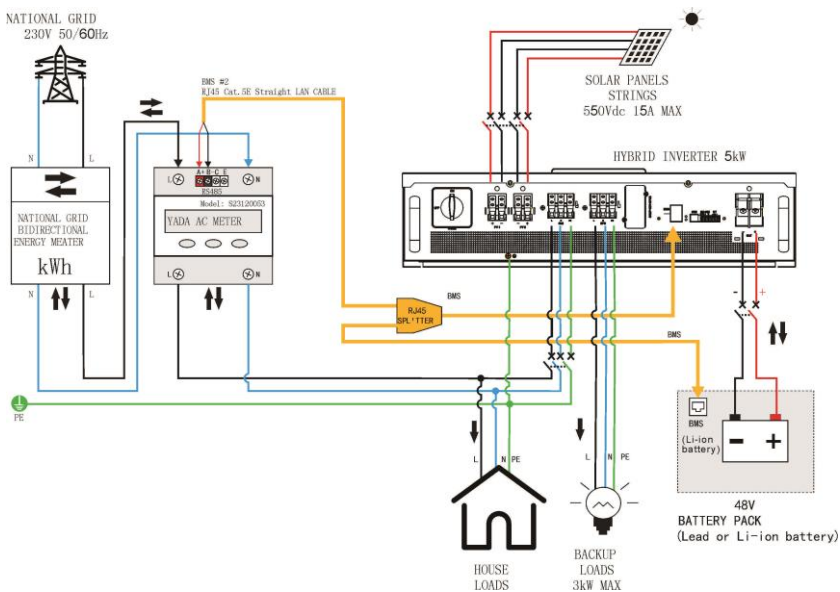 NATIONAL GRID
230V 50/60Hz
N
L
NATIONAL GRID
BIDIRECTIONAL
ENERGY MEATER
kWh
N
L
PE
BMS #2
RJ45 Cat.5E Straight LAN CABLE
A+ B- C E
RS485
L
N
Model: S23120053
YADA AC METER
L
N
SOLAR PANELS
STRINGS
550Vdc 15A MAX
HYBRID INVERTER 5kW
RJ45
SPL'TTER
BMS
BMS
- +
L
N
PE
HOUSE
LOADS
L
N
PE
BACKUP
LOADS
3kW MAX
BMS
(Li-ion
battery)
- +
48V
BATTERY PACK
(Lead or Li-ion battery)